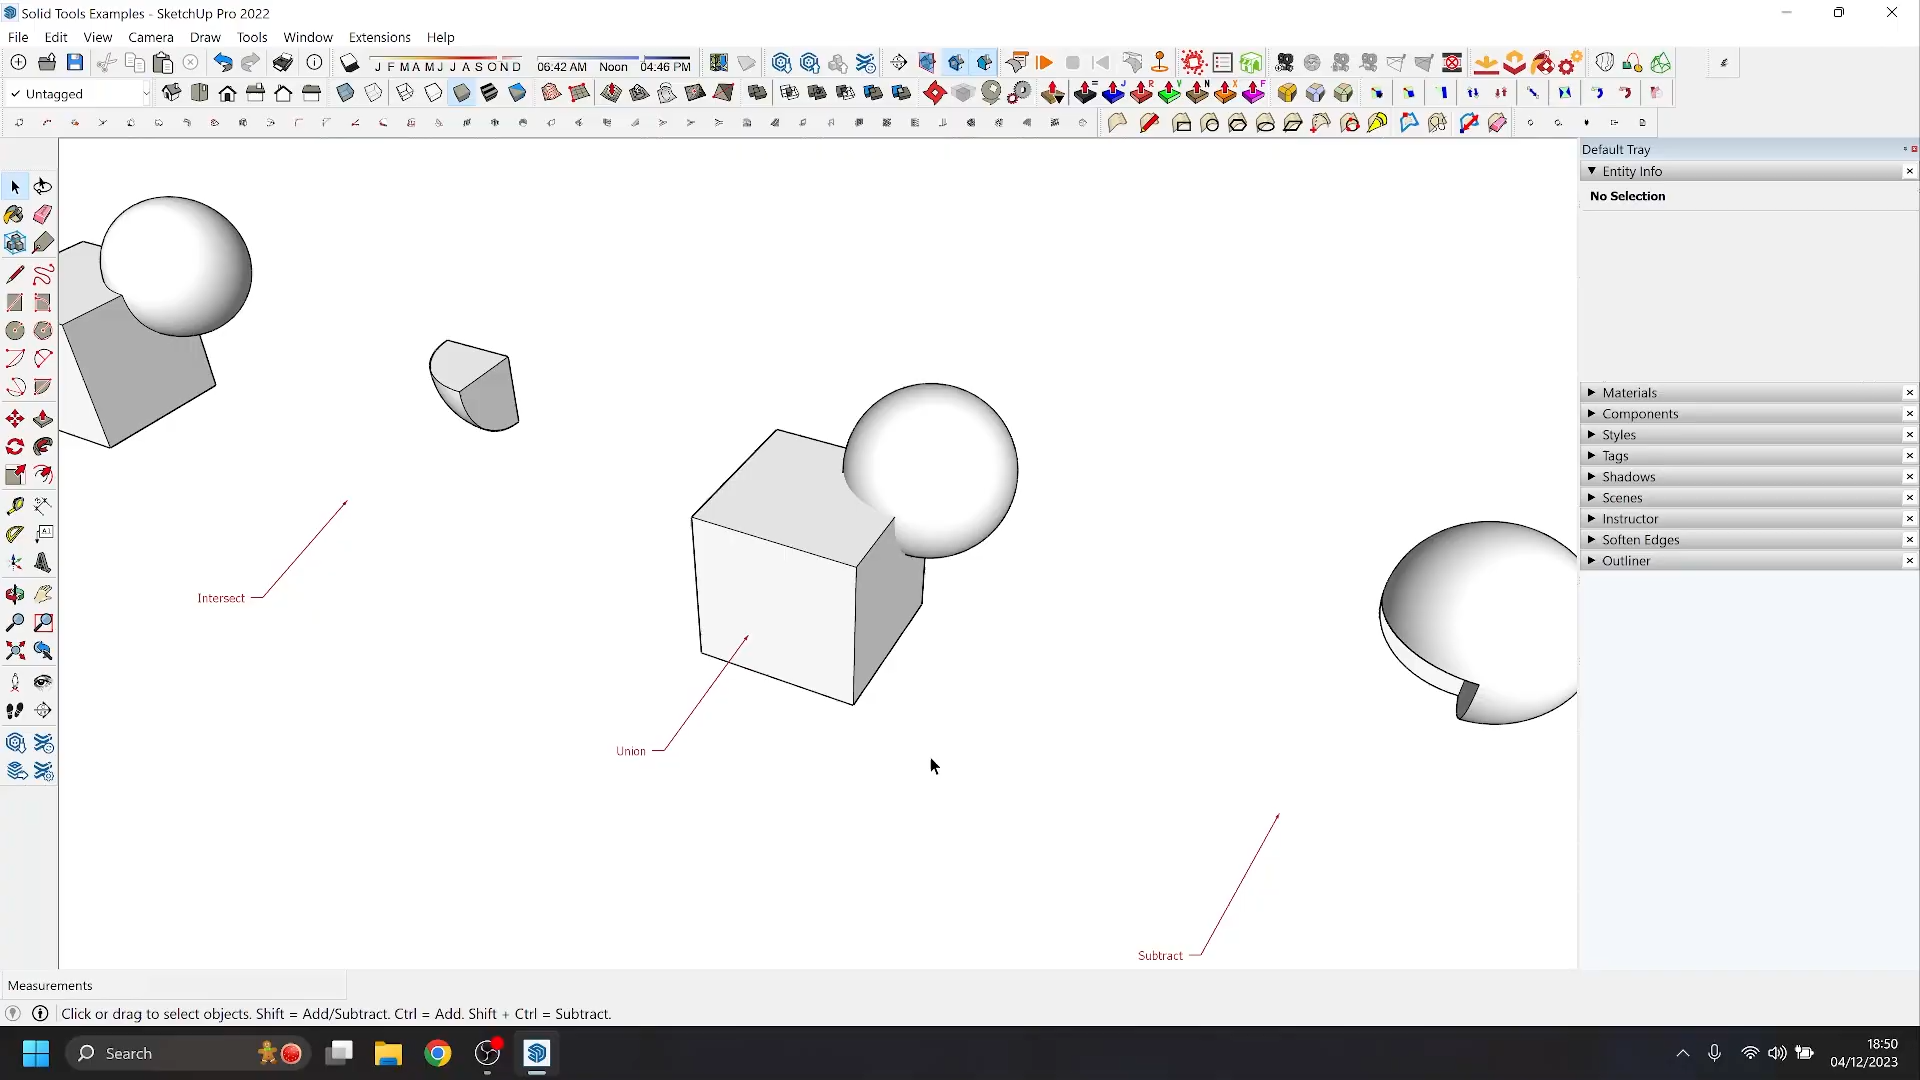 Solid Tools Examples - SketchUp Pro 2022
File Edit View Camera Draw Tools Window Extensions Help
J F M A M J J A S O N D 06:42 AM Noon 04:46 PM
✓ Untagged
Default Tray
Entity Info
No Selection
Materials
Components
Styles
Tags
Shadows
Scenes
Instructor
Soften Edges
Outliner
Intersect
Union
Subtract
Measurements
Click or drag to select objects. Shift = Add/Subtract. Ctrl = Add. Shift + Ctrl = Subtract.
Search
18:50
04/12/2023